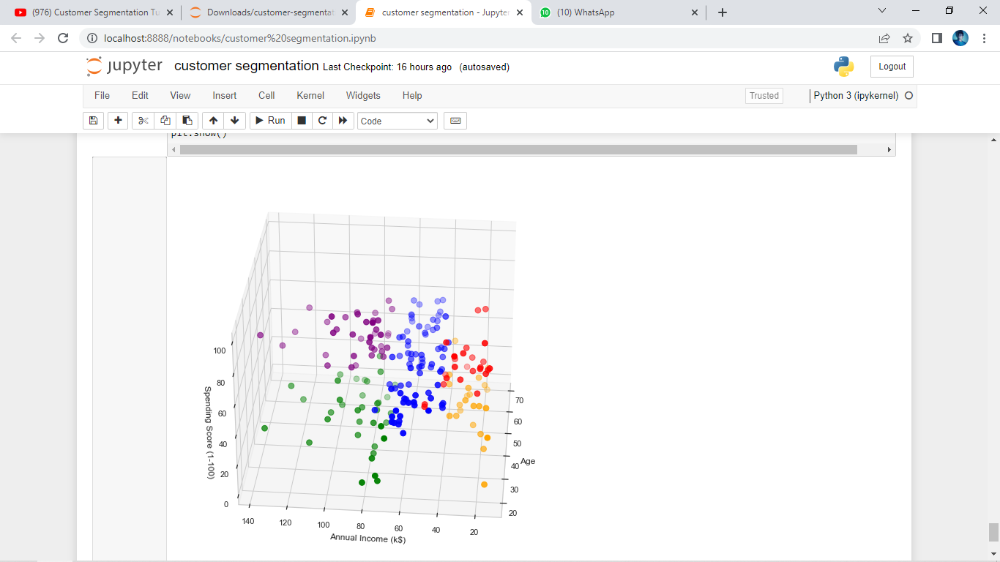 (976) Customer Segmentation Tu
Downloads/customer-segmentat
customer segmentation - Jupyter
(10) WhatsApp
localhost:8888/notebooks/customer%20segmentation.ipynb
jupyter customer segmentation Last Checkpoint: 16 hours ago (autosaved)
Logout
File Edit View Insert Cell Kernel Widgets Help
Trusted
Python 3 (ipykernel)
Run
Code
plt.show()
100
80
60
40
20
0
Spending Score (1-100)
70
60
50
40
30
20
Age
140 120 100 80 60 40 20
Annual Income (k$)